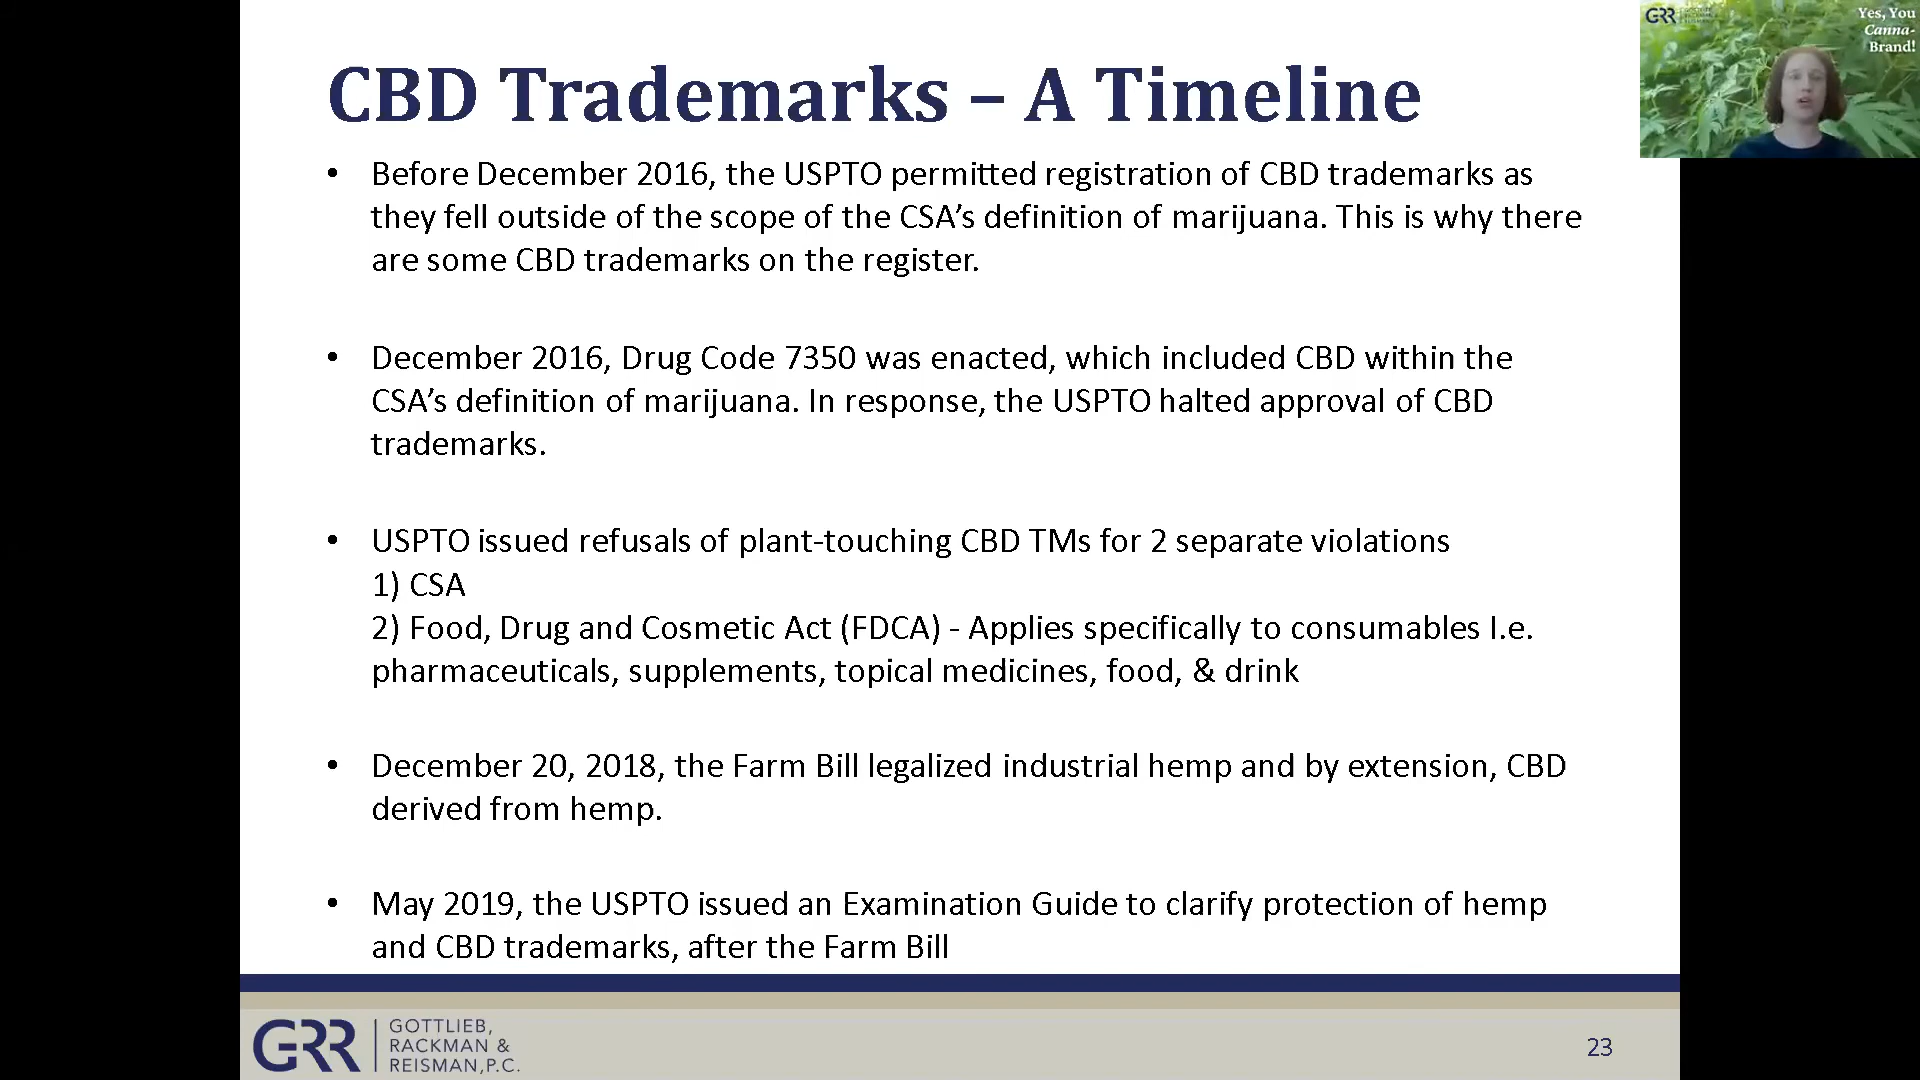 CBD Trademarks – A Timeline
• Before December 2016, the USPTO permitted registration of CBD trademarks as
they fell outside of the scope of the CSA’s definition of marijuana. This is why there
are some CBD trademarks on the register.
• December 2016, Drug Code 7350 was enacted, which included CBD within the
CSA’s definition of marijuana. In response, the USPTO halted approval of CBD
trademarks.
• USPTO issued refusals of plant-touching CBD TMs for 2 separate violations
1) CSA
2) Food, Drug and Cosmetic Act (FDCA) - Applies specifically to consumables I.e.
pharmaceuticals, supplements, topical medicines, food, & drink
• December 20, 2018, the Farm Bill legalized industrial hemp and by extension, CBD
derived from hemp.
• May 2019, the USPTO issued an Examination Guide to clarify protection of hemp
and CBD trademarks, after the Farm Bill
GRR
GOTTLIEB,
RACKMAN &
REISMAN, P.C.
23
GRR
Yes, You
Canna-
Brand!